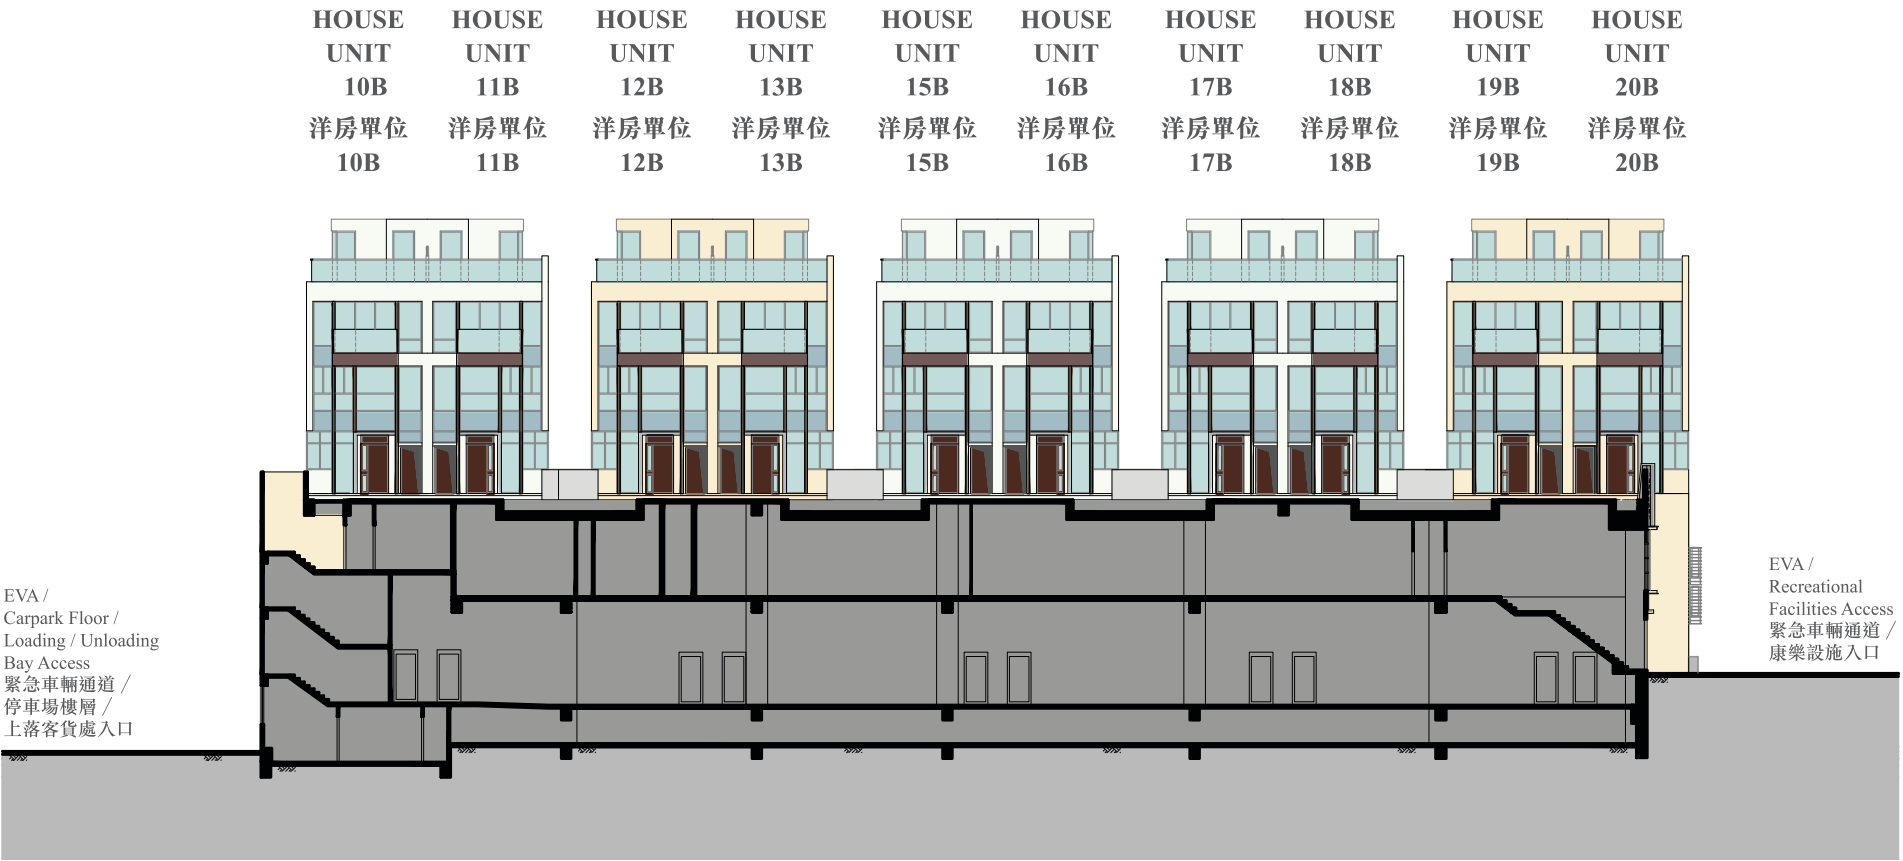 HOUSE
UNIT
10B
洋房單位
10B
HOUSE
UNIT
11B
洋房單位
11B
HOUSE
UNIT
12B
洋房單位
12B
HOUSE
UNIT
13B
洋房單位
13B
HOUSE
UNIT
15B
洋房單位
15B
HOUSE
UNIT
16B
洋房單位
16B
HOUSE
UNIT
17B
洋房單位
17B
HOUSE
UNIT
18B
洋房單位
18B
HOUSE
UNIT
19B
洋房單位
19B
HOUSE
UNIT
20B
洋房單位
20B
EVA /
Carpark Floor /
Loading / Unloading
Bay Access
緊急車輛通道 /
停車場樓層 /
上落客貨處入口
EVA /
Recreational
Facilities Access
緊急車輛通道 /
康樂設施入口